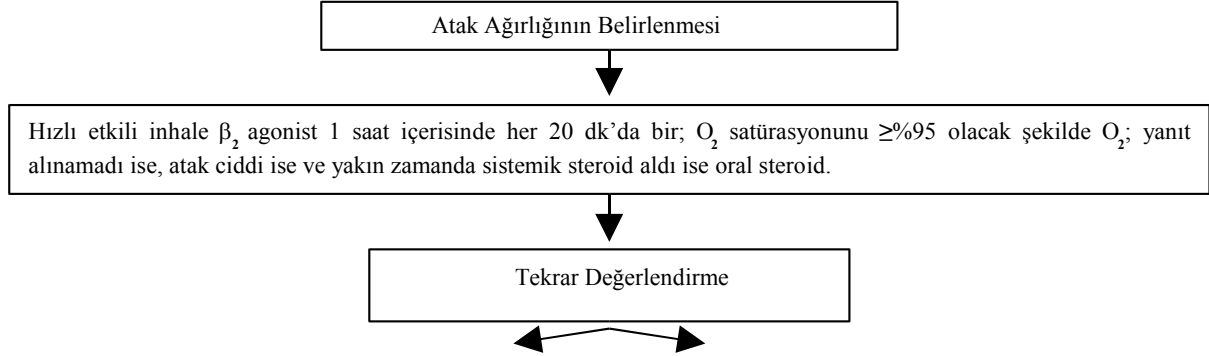 Atak Ağırlığının Belirlenmesi
Hızlı etkili inhale β₂ agonist 1 saat içerisinde her 20 dk’da bir; O₂ satürasyonunu ≥%95 olacak şekilde O₂; yanıt
alınamadı ise, atak ciddi ise ve yakın zamanda sistemik steroid aldı ise oral steroid.
Tekrar Değerlendirme